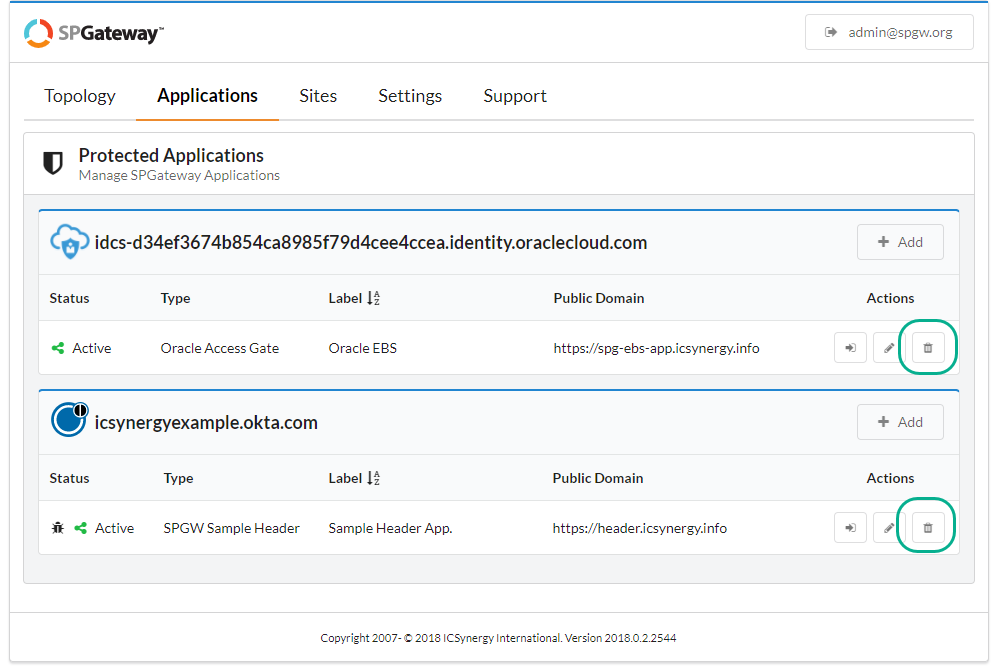 SPGateway™
admin@spgw.org
Topology Applications Sites Settings Support
Protected Applications
Manage SPGateway Applications
idcs-d34ef3674b854ca8985f79d4cee4ccea.identity.oraclecloud.com
+ Add
Status Type Label Public Domain Actions
Active Oracle Access Gate Oracle EBS https://spg-ebs-app.icsynergy.info
icsynergyexample.okta.com
+ Add
Status Type Label Public Domain Actions
Active SPGW Sample Header Sample Header App. https://header.icsynergy.info
Copyright 2007- © 2018 ICSynergy International. Version 2018.0.2.2544